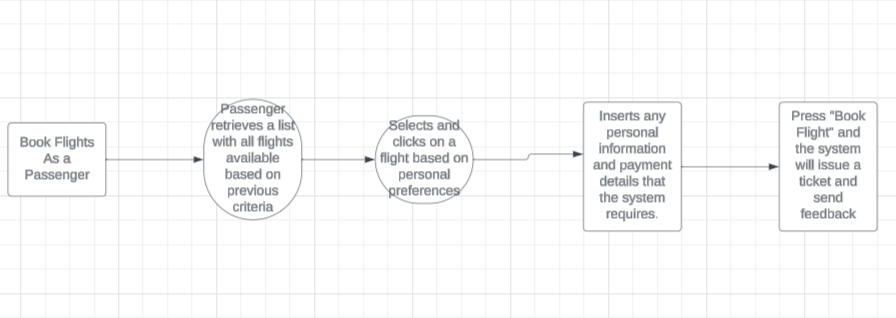 Book Flights
As a
Passenger
Passenger
retrieves a list
with all flights
available
based on
previous
criteria
Selects and
clicks on a
flight based on
personal
preferences
Inserts any
personal
information
and payment
details that
the system
requires.
Press "Book
Flight" and
the system
will issue a
ticket and
send
feedback